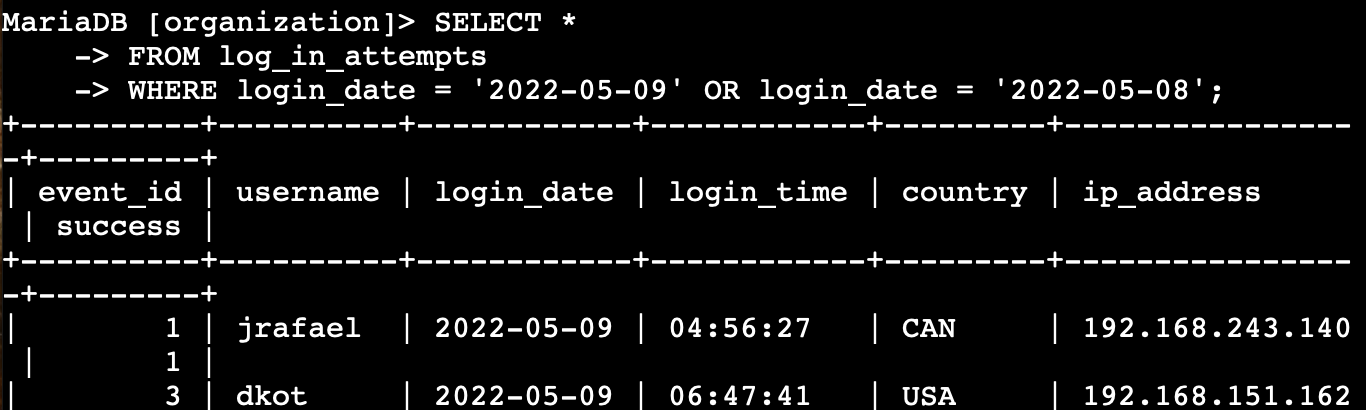 MariaDB [organization]> SELECT *
    -> FROM log_in_attempts
    -> WHERE login_date = '2022-05-09' OR login_date = '2022-05-08';
+----------+----------+------------+------------+---------+----------------
-+---------+
| event_id | username | login_date | login_time | country | ip_address
 | success |
+----------+----------+------------+------------+---------+----------------
-+---------+
|        1 | jrafael  | 2022-05-09 | 04:56:27   | CAN     | 192.168.243.140
 |       1 |
|        3 | dkot     | 2022-05-09 | 06:47:41   | USA     | 192.168.151.162